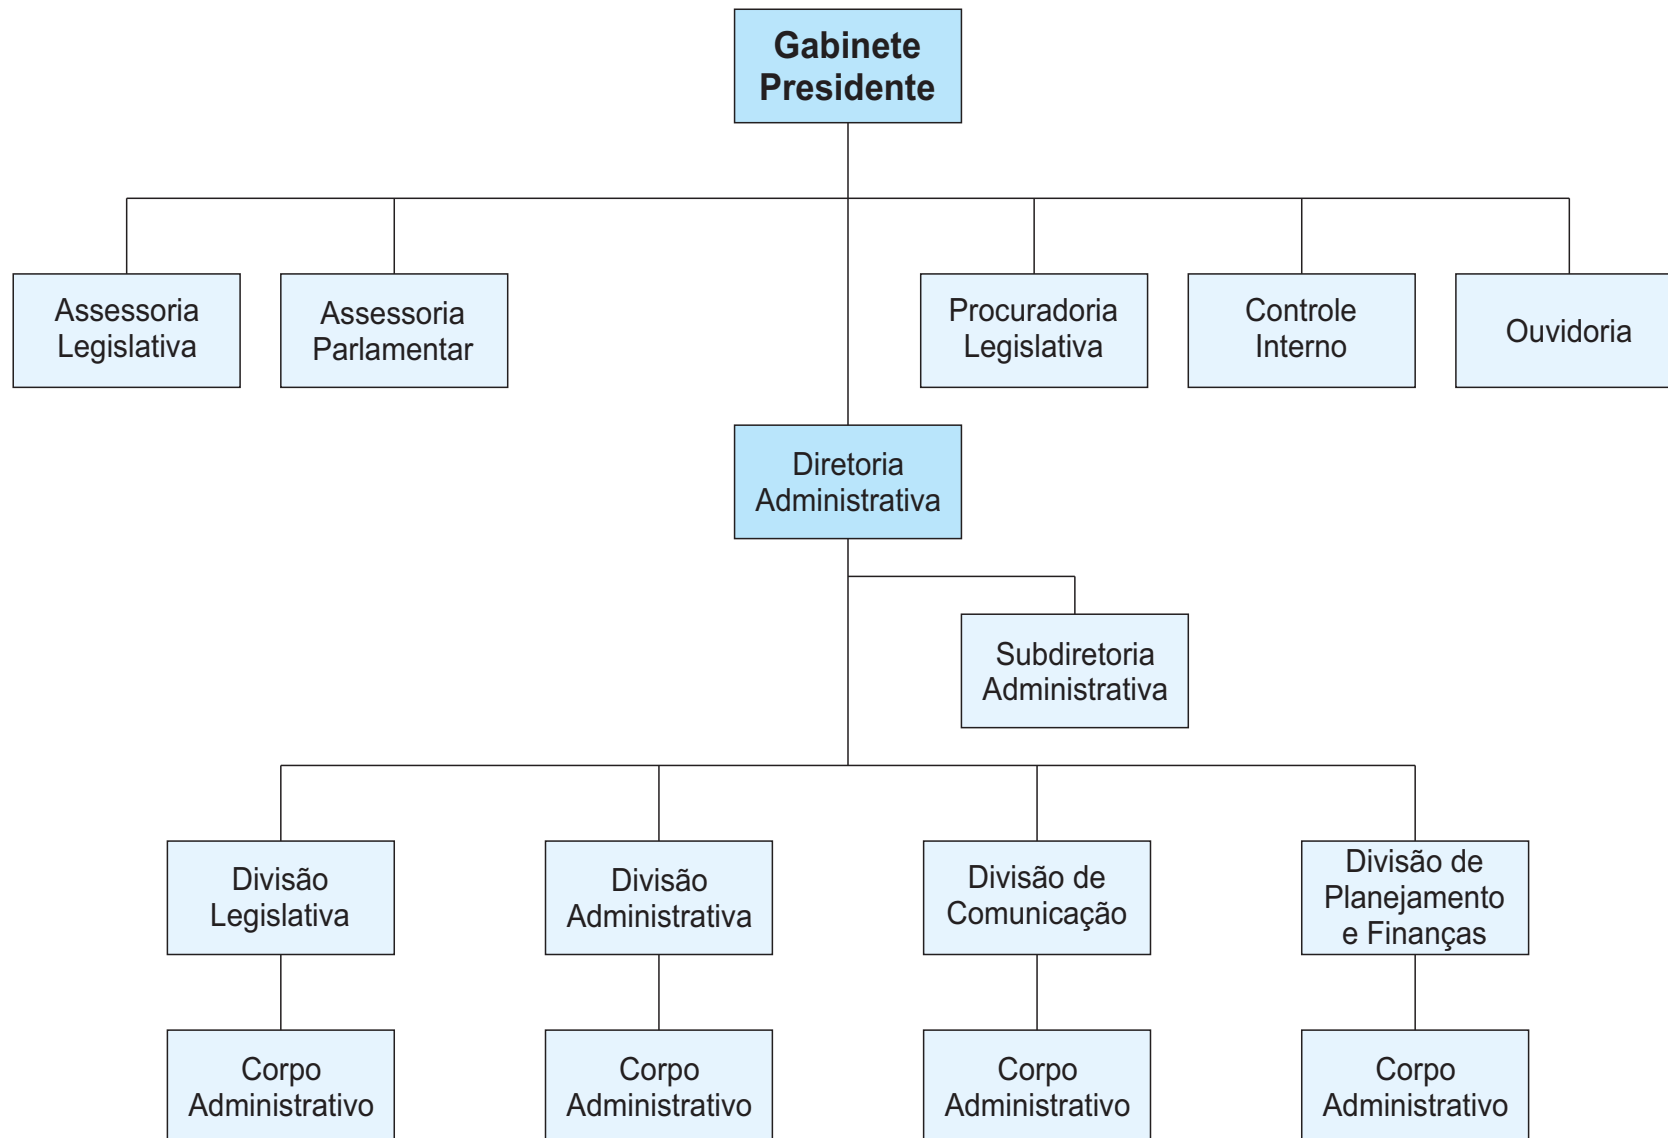 Gabinete
Presidente
Assessoria
Legislativa
Assessoria
Parlamentar
Procuradoria
Legislativa
Controle
Interno
Ouvidoria
Diretoria
Administrativa
Subdiretoria
Administrativa
Divisão
Legislativa
Divisão
Administrativa
Divisão de
Comunicação
Divisão de
Planejamento
e Finanças
Corpo
Administrativo
Corpo
Administrativo
Corpo
Administrativo
Corpo
Administrativo